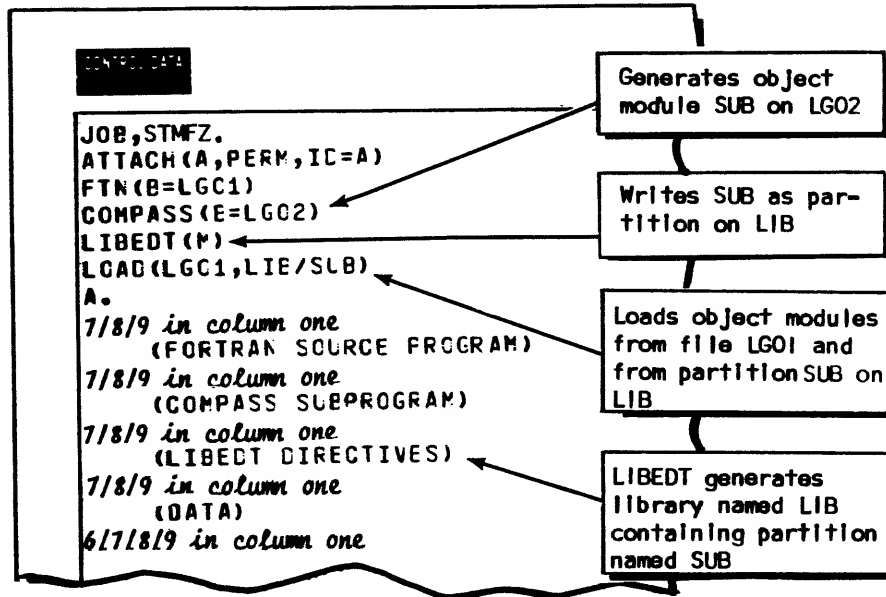 CONTROL DATA
JOB,STMFZ.
ATTACH(A,PERM,ID=A)
FTN(B=LGO1)
COMPASS(B=LGO2)
LIBEDT(M)
LOAD(LGO1,LIB/SUB)
A.
7/8/9 in column one
(FORTRAN SOURCE PROGRAM)
7/8/9 in column one
(COMPASS SUBPROGRAM)
7/8/9 in column one
(LIBEDT DIRECTIVES)
7/8/9 in column one
(DATA)
6/7/8/9 in column one
Generates object
module SUB on LGO2
Writes SUB as par-
tition on LIB
Loads object modules
from file LGO1 and
from partition SUB on
LIB
LIBEDT generates
library named LIB
containing partition
named SUB